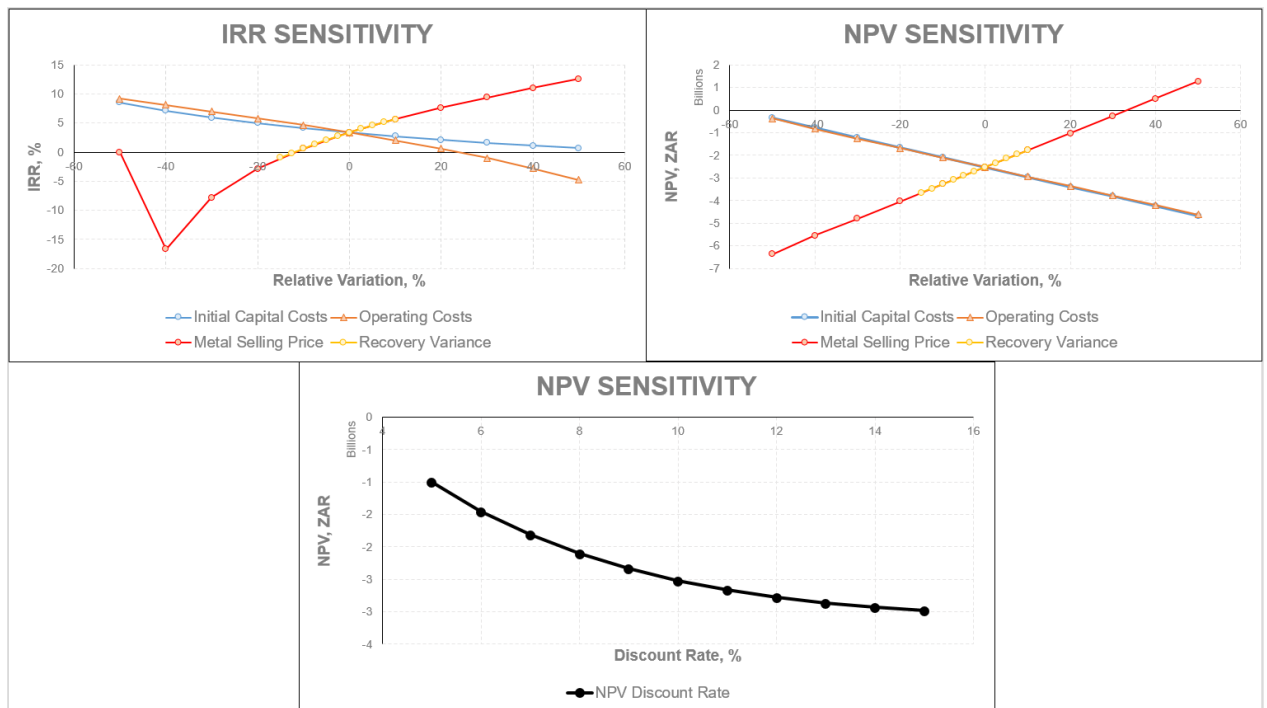 IRR SENSITIVITY
15
10
5
0
-5
-10
-15
-20
-60 -40 -20 0 20 40 60
IRR, %
Relative Variation, %
Initial Capital Costs Operating Costs
Metal Selling Price Recovery Variance
NPV SENSITIVITY
Billions
2
1
0
-1
-2
-3
-4
-5
-6
-7
-60 -40 -20 0 20 40 60
NPV, ZAR
Relative Variation, %
Initial Capital Costs Operating Costs
Metal Selling Price Recovery Variance
NPV SENSITIVITY
Billions
0
-1
-1
-2
-2
-3
-3
-4
4 6 8 10 12 14 16
NPV, ZAR
Discount Rate, %
NPV Discount Rate